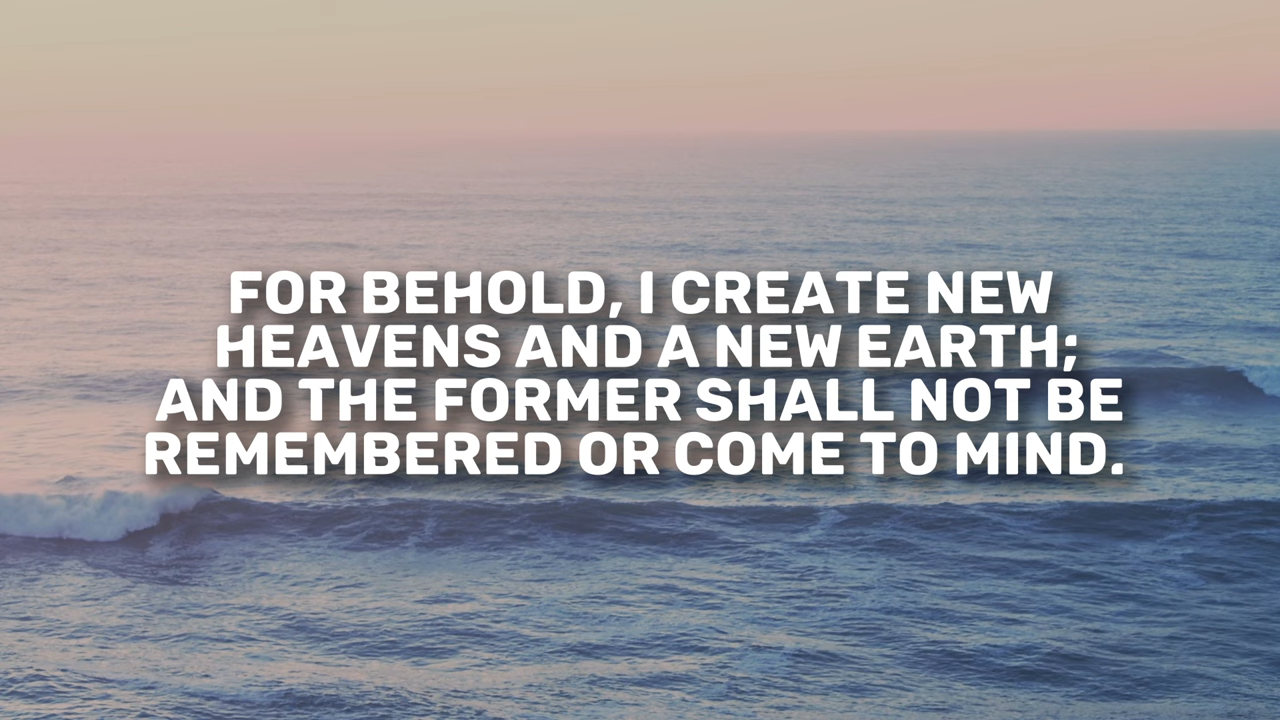 FOR BEHOLD, I CREATE NEW
HEAVENS AND A NEW EARTH;
AND THE FORMER SHALL NOT BE
REMEMBERED OR COME TO MIND.